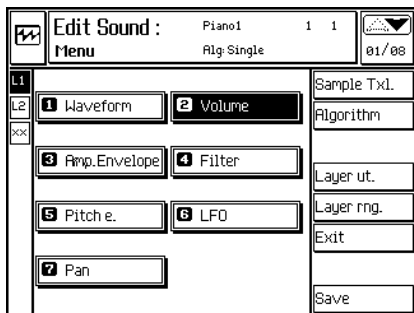 Edit Sound : Piano1 1 1
Menu Alg:Single 01/08
L1
L2
xx
1 Waveform
2 Volume
3 Amp.Envelope
4 Filter
5 Pitch e.
6 LFO
7 Pan
Sample Txl.
Algorithm
Layer ut.
Layer rng.
Exit
Save